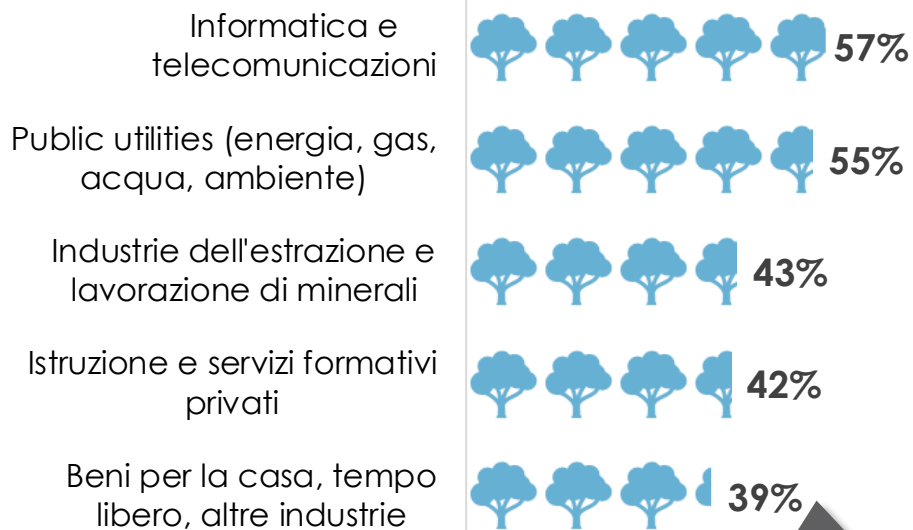 Informatica e
telecomunicazioni
57%
Public utilities (energia, gas,
acqua, ambiente)
55%
Industrie dell'estrazione e
lavorazione di minerali
43%
Istruzione e servizi formativi
privati
42%
Beni per la casa, tempo
libero, altre industrie
39%